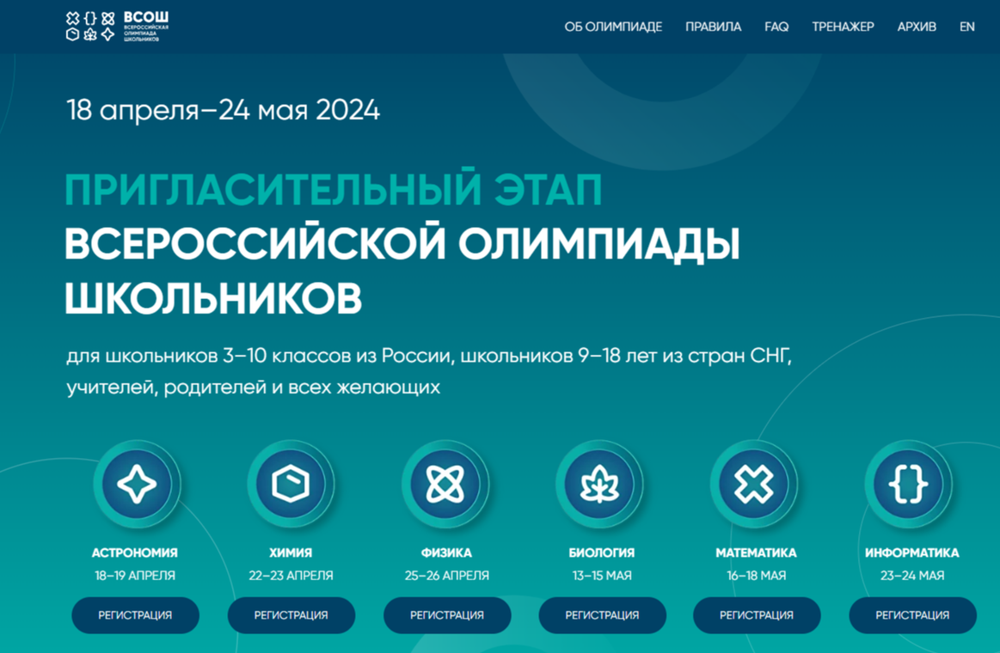 ВСОШ
ВСЕРОССИЙСКАЯ
ОЛИМПИАДА
ШКОЛЬНИКОВ
ОБ ОЛИМПИАДЕ ПРАВИЛА FAQ ТРЕНАЖЕР АРХИВ EN
18 апреля–24 мая 2024
ПРИГЛАСИТЕЛЬНЫЙ ЭТАП
ВСЕРОССИЙСКОЙ ОЛИМПИАДЫ
ШКОЛЬНИКОВ
для школьников 3–10 классов из России, школьников 9–18 лет из стран СНГ,
учителей, родителей и всех желающих
АСТРОНОМИЯ ХИМИЯ ФИЗИКА БИОЛОГИЯ МАТЕМАТИКА ИНФОРМАТИКА
18–19 АПРЕЛЯ 22–23 АПРЕЛЯ 25–26 АПРЕЛЯ 13–15 МАЯ 16–18 МАЯ 23–24 МАЯ
РЕГИСТРАЦИЯ РЕГИСТРАЦИЯ РЕГИСТРАЦИЯ РЕГИСТРАЦИЯ РЕГИСТРАЦИЯ РЕГИСТРАЦИЯ